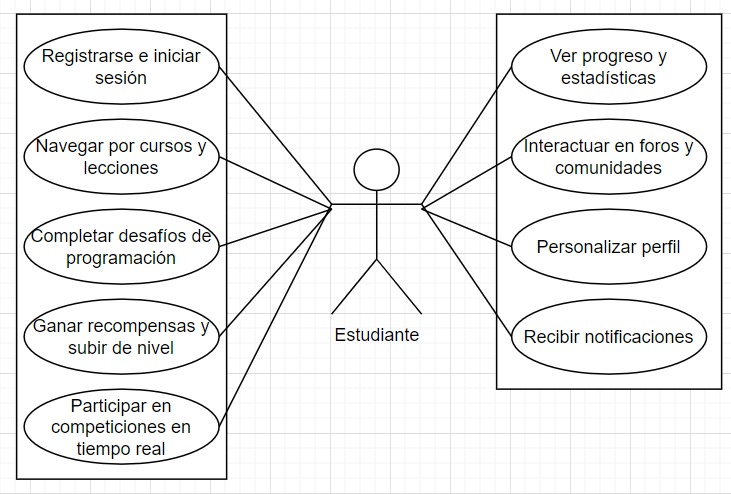 Registrarse e iniciar
sesión
Navegar por cursos y
lecciones
Completar desafíos de
programación
Ganar recompensas y
subir de nivel
Participar en
competiciones en
tiempo real
Estudiante
Ver progreso y
estadísticas
Interactuar en foros y
comunidades
Personalizar perfil
Recibir notificaciones